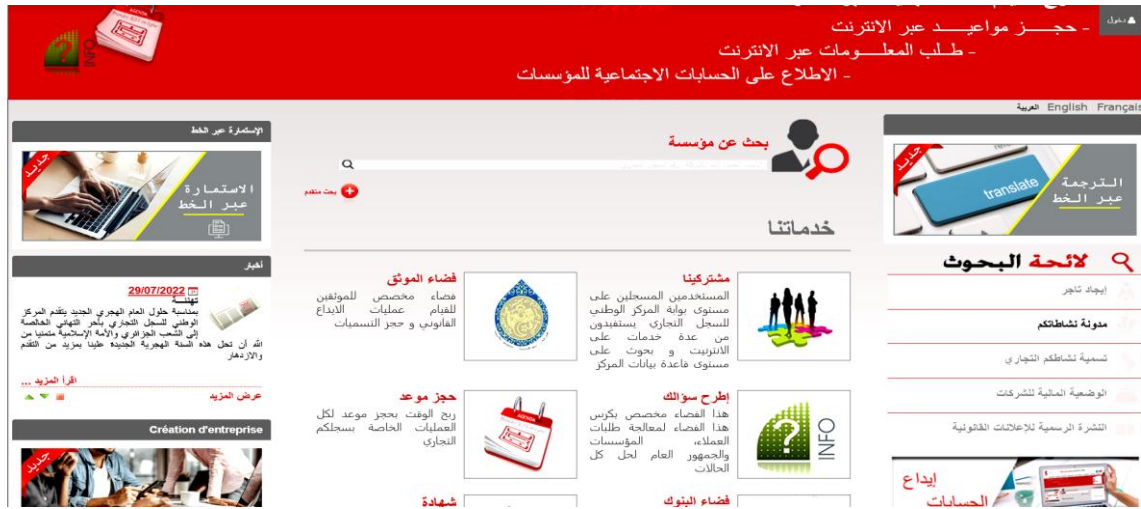 دخول
- حجـــز مواعيـــد عبر الانترنت
- طــلب المعلـــومات عبر الانترنت
- الاطلاع على الحسابات الاجتماعية للمؤسسات
INFO
العربية English Français
جديد
الترجمة
عبر الخط
translate
لائحة البحوث
إيجاد تاجر
مدونة نشاطاتكم
تسمية نشاطكم التجاري
الوضعية المالية للشركات
النشرة الرسمية للإعلانات القانونية
إيداع
الحسابات
بحث عن مؤسسة
بحث متقدم
خدماتنا
مشتركينا
المستخدمين المسجلين على
مستوى بوابة المركز الوطني
للسجل التجاري يستفيدون
من عدة خدمات على
الانترنيت و بحوث على
مستوى قاعدة بيانات المركز
فضاء الموثق
فضاء مخصص للموثقين
للقيام عمليات الايداع
القانوني و حجز التسميات
إطرح سؤالك
هذا الفضاء مخصص يكرس
هذا الفضاء لمعالجة طلبات
العملاء، المؤسسات
والجمهور العام لحل كل
الحالات
INFO
حجز موعد
ربح الوقت بحجز موعد لكل
العمليات الخاصة بسجلكم
التجاري
فضاء البنوك
شهادة
الإستمارة عبر الخط
جديد
الاستمارة
عبر الخط
أخبار
29/07/2022
تهنئـــة
بمناسبة حلول العام الهجري الجديد يتقدم المركز
الوطني للسجل التجاري بأحر التهاني الخالصة
إلى الشعب الجزائري والأمة الإسلامية متمنيا من
الله أن تحل هذه السنة الهجرية الجديدة علينا بمزيد من التقدم
والازدهار
اقرأ المزيد ...
عرض المزيد
Création d'entreprise
جديد